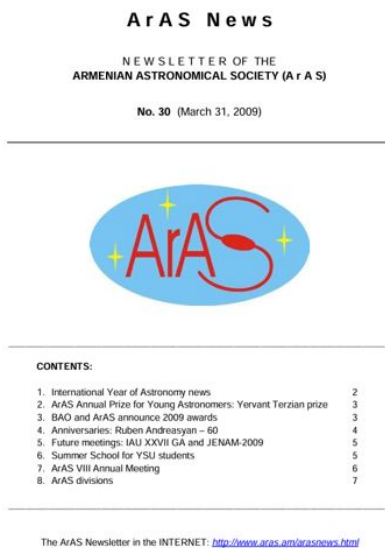 ArAS News
NEWSLETTER OF THE
ARMENIAN ASTRONOMICAL SOCIETY (A r A S)
No. 30 (March 31, 2009)
ArAS
CONTENTS:
1. International Year of Astronomy news 2
2. ArAS Annual Prize for Young Astronomers: Yervant Terzian prize 3
3. BAO and ArAS announce 2009 awards 3
4. Anniversaries: Ruben Andreasyan – 60 4
5. Future meetings: IAU XXVII GA and JENAM-2009 5
6. Summer School for YSU students 5
7. ArAS VIII Annual Meeting 6
8. ArAS divisions 7
The ArAS Newsletter in the INTERNET: http://www.aras.am/arasnews.html